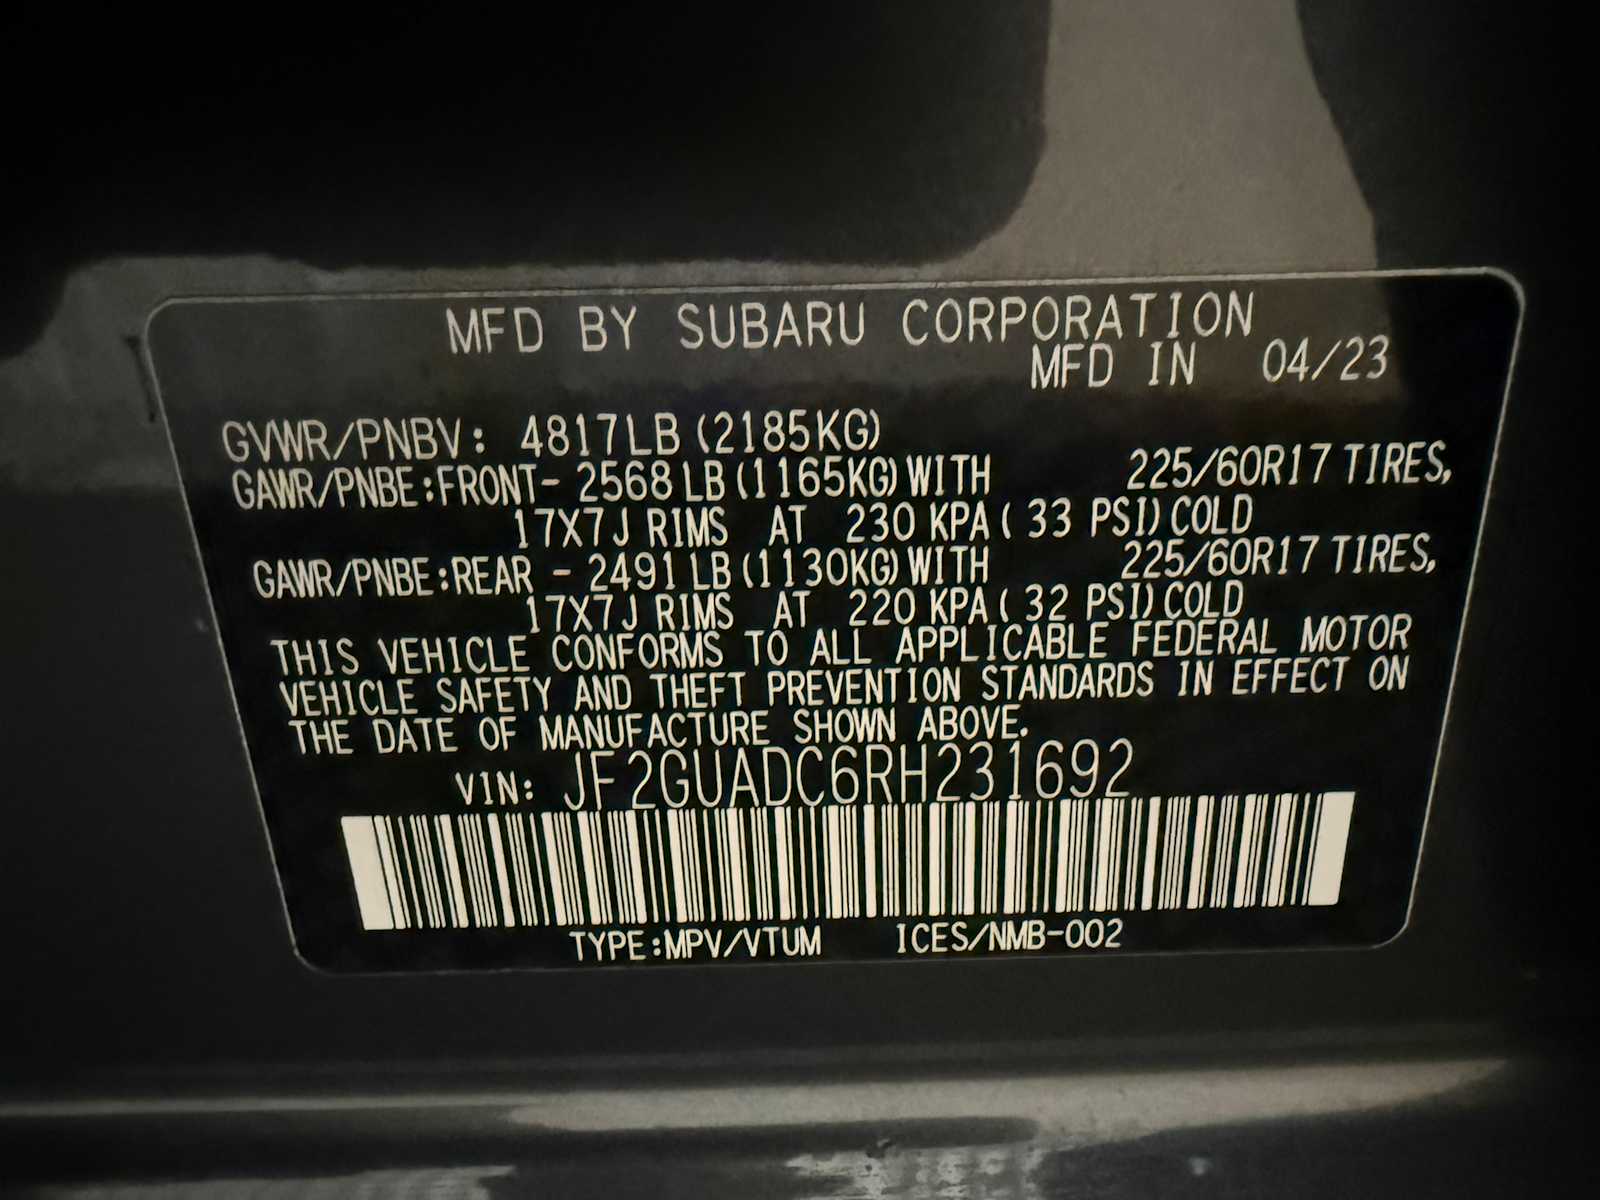 MFD BY SUBARU CORPORATION
MFD IN 04/23
GVWR/PNBV: 4817LB (2185KG)
GAWR/PNBE:FRONT- 2568 LB (1165KG) WITH 225/60R17 TIRES,
17X7J RIMS AT 230 KPA ( 33 PSI) COLD
GAWR/PNBE:REAR - 2491 LB (1130KG) WITH 225/60R17 TIRES,
17X7J RIMS AT 220 KPA ( 32 PSI) COLD
THIS VEHICLE CONFORMS TO ALL APPLICABLE FEDERAL MOTOR
VEHICLE SAFETY AND THEFT PREVENTION STANDARDS IN EFFECT ON
THE DATE OF MANUFACTURE SHOWN ABOVE.
VIN: JF2GUADC6RH231692
TYPE:MPV/VTUM ICES/NMB-002